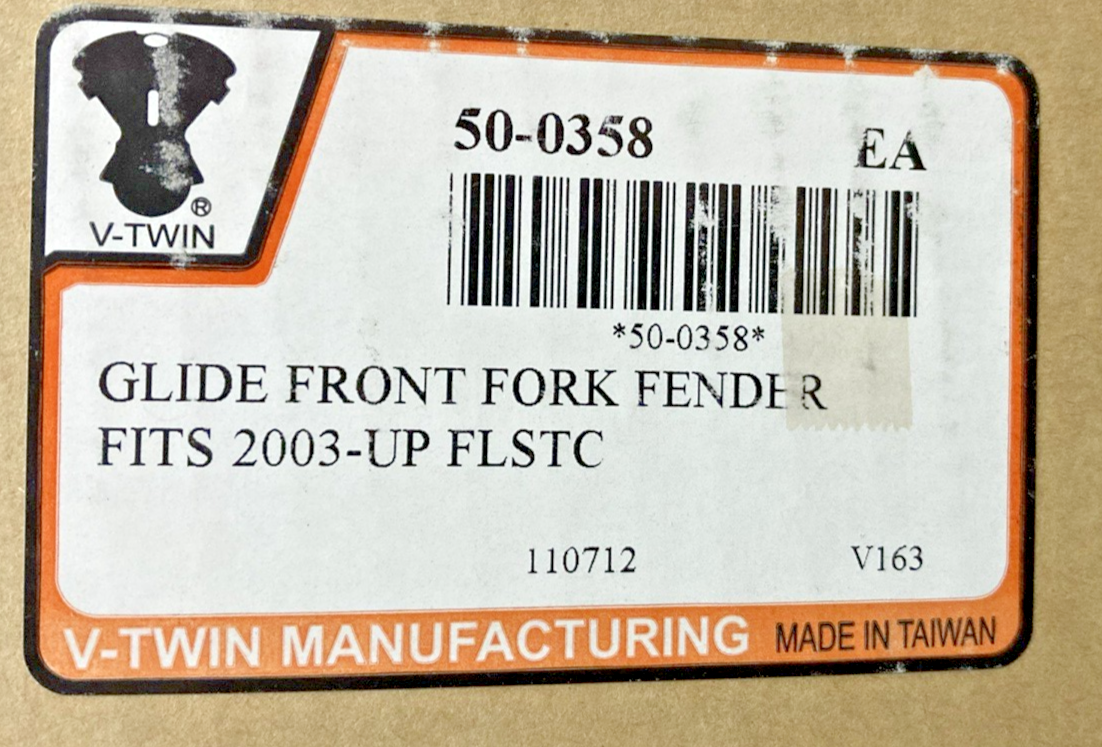 V-TWIN
®
50-0358 EA
*50-0358*
GLIDE FRONT FORK FENDER
FITS 2003-UP FLSTC
110712 V163
V-TWIN MANUFACTURING MADE IN TAIWAN